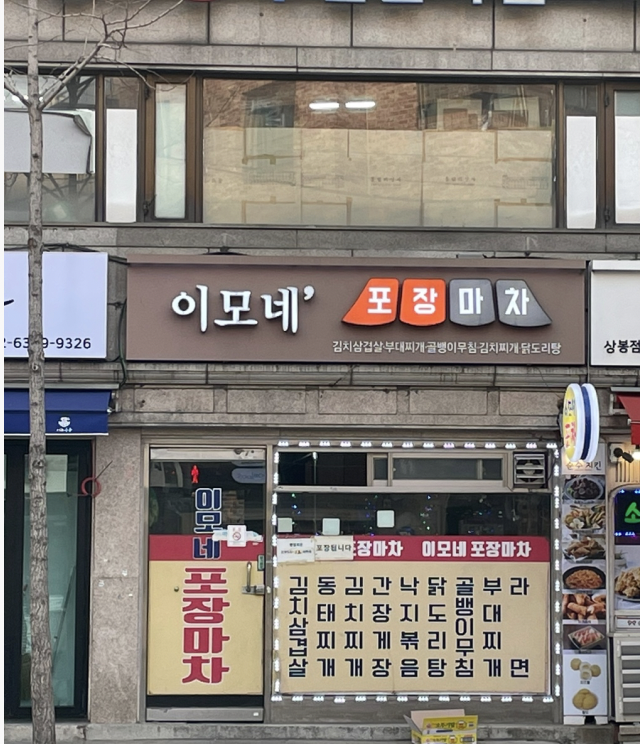 이모네' 포장마차
김치삼겹살·부대찌개·골뱅이무침·김치찌개·닭도리탕
9326
상봉점
이모네
포장마차
포장됩니다
포장마차 이모네 포장마차
김치삼겹살
동태찌개
김치찌개
간장게장
낙지볶음
닭도리탕
골뱅이무침
부대찌개
라면
치킨